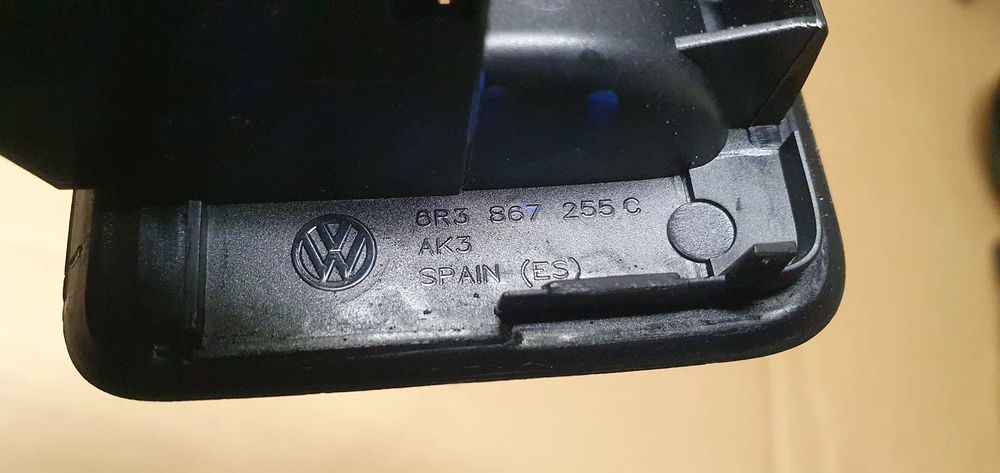 6R3 867 255 C
AK3
SPAIN (ES)